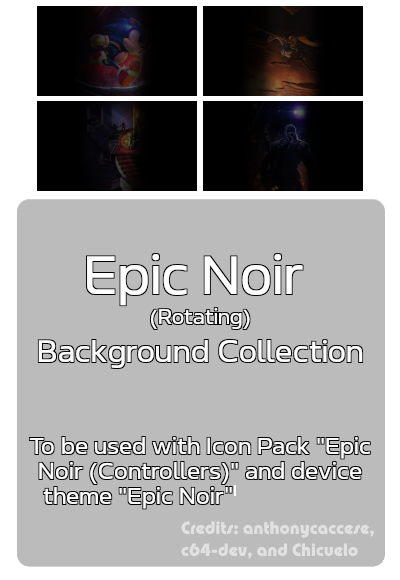 Epic Noir
(Rotating)
Background Collection
To be used with Icon Pack "Epic
Noir (Controllers)" and device
theme "Epic Noir"
Credits: anthonycaccese,
c64-dev, and Chicuelo